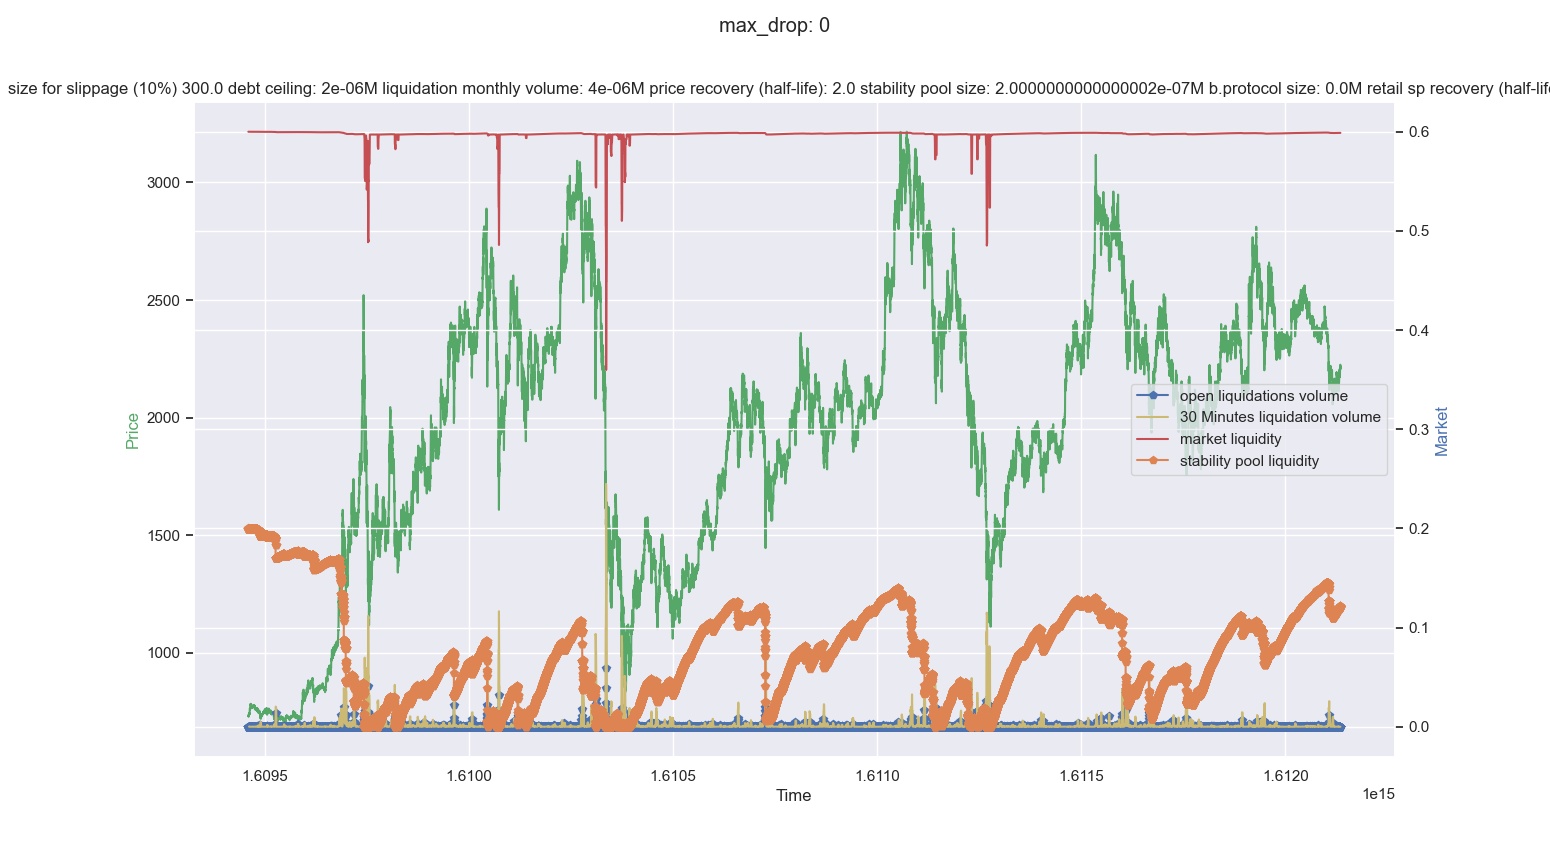 max_drop: 0
size for slippage (10%) 300.0 debt ceiling: 2e-06M liquidation monthly volume: 4e-06M price recovery (half-life): 2.0 stability pool size: 2.0000000000000002e-07M b.protocol size: 0.0M retail sp recovery (half-life
3000
2500
2000
1500
1000
Price
0.6
0.5
0.4
0.3
0.2
0.1
0.0
Market
open liquidations volume
30 Minutes liquidation volume
market liquidity
stability pool liquidity
1.6095 1.6100 1.6105 1.6110 1.6115 1.6120
Time
1e15